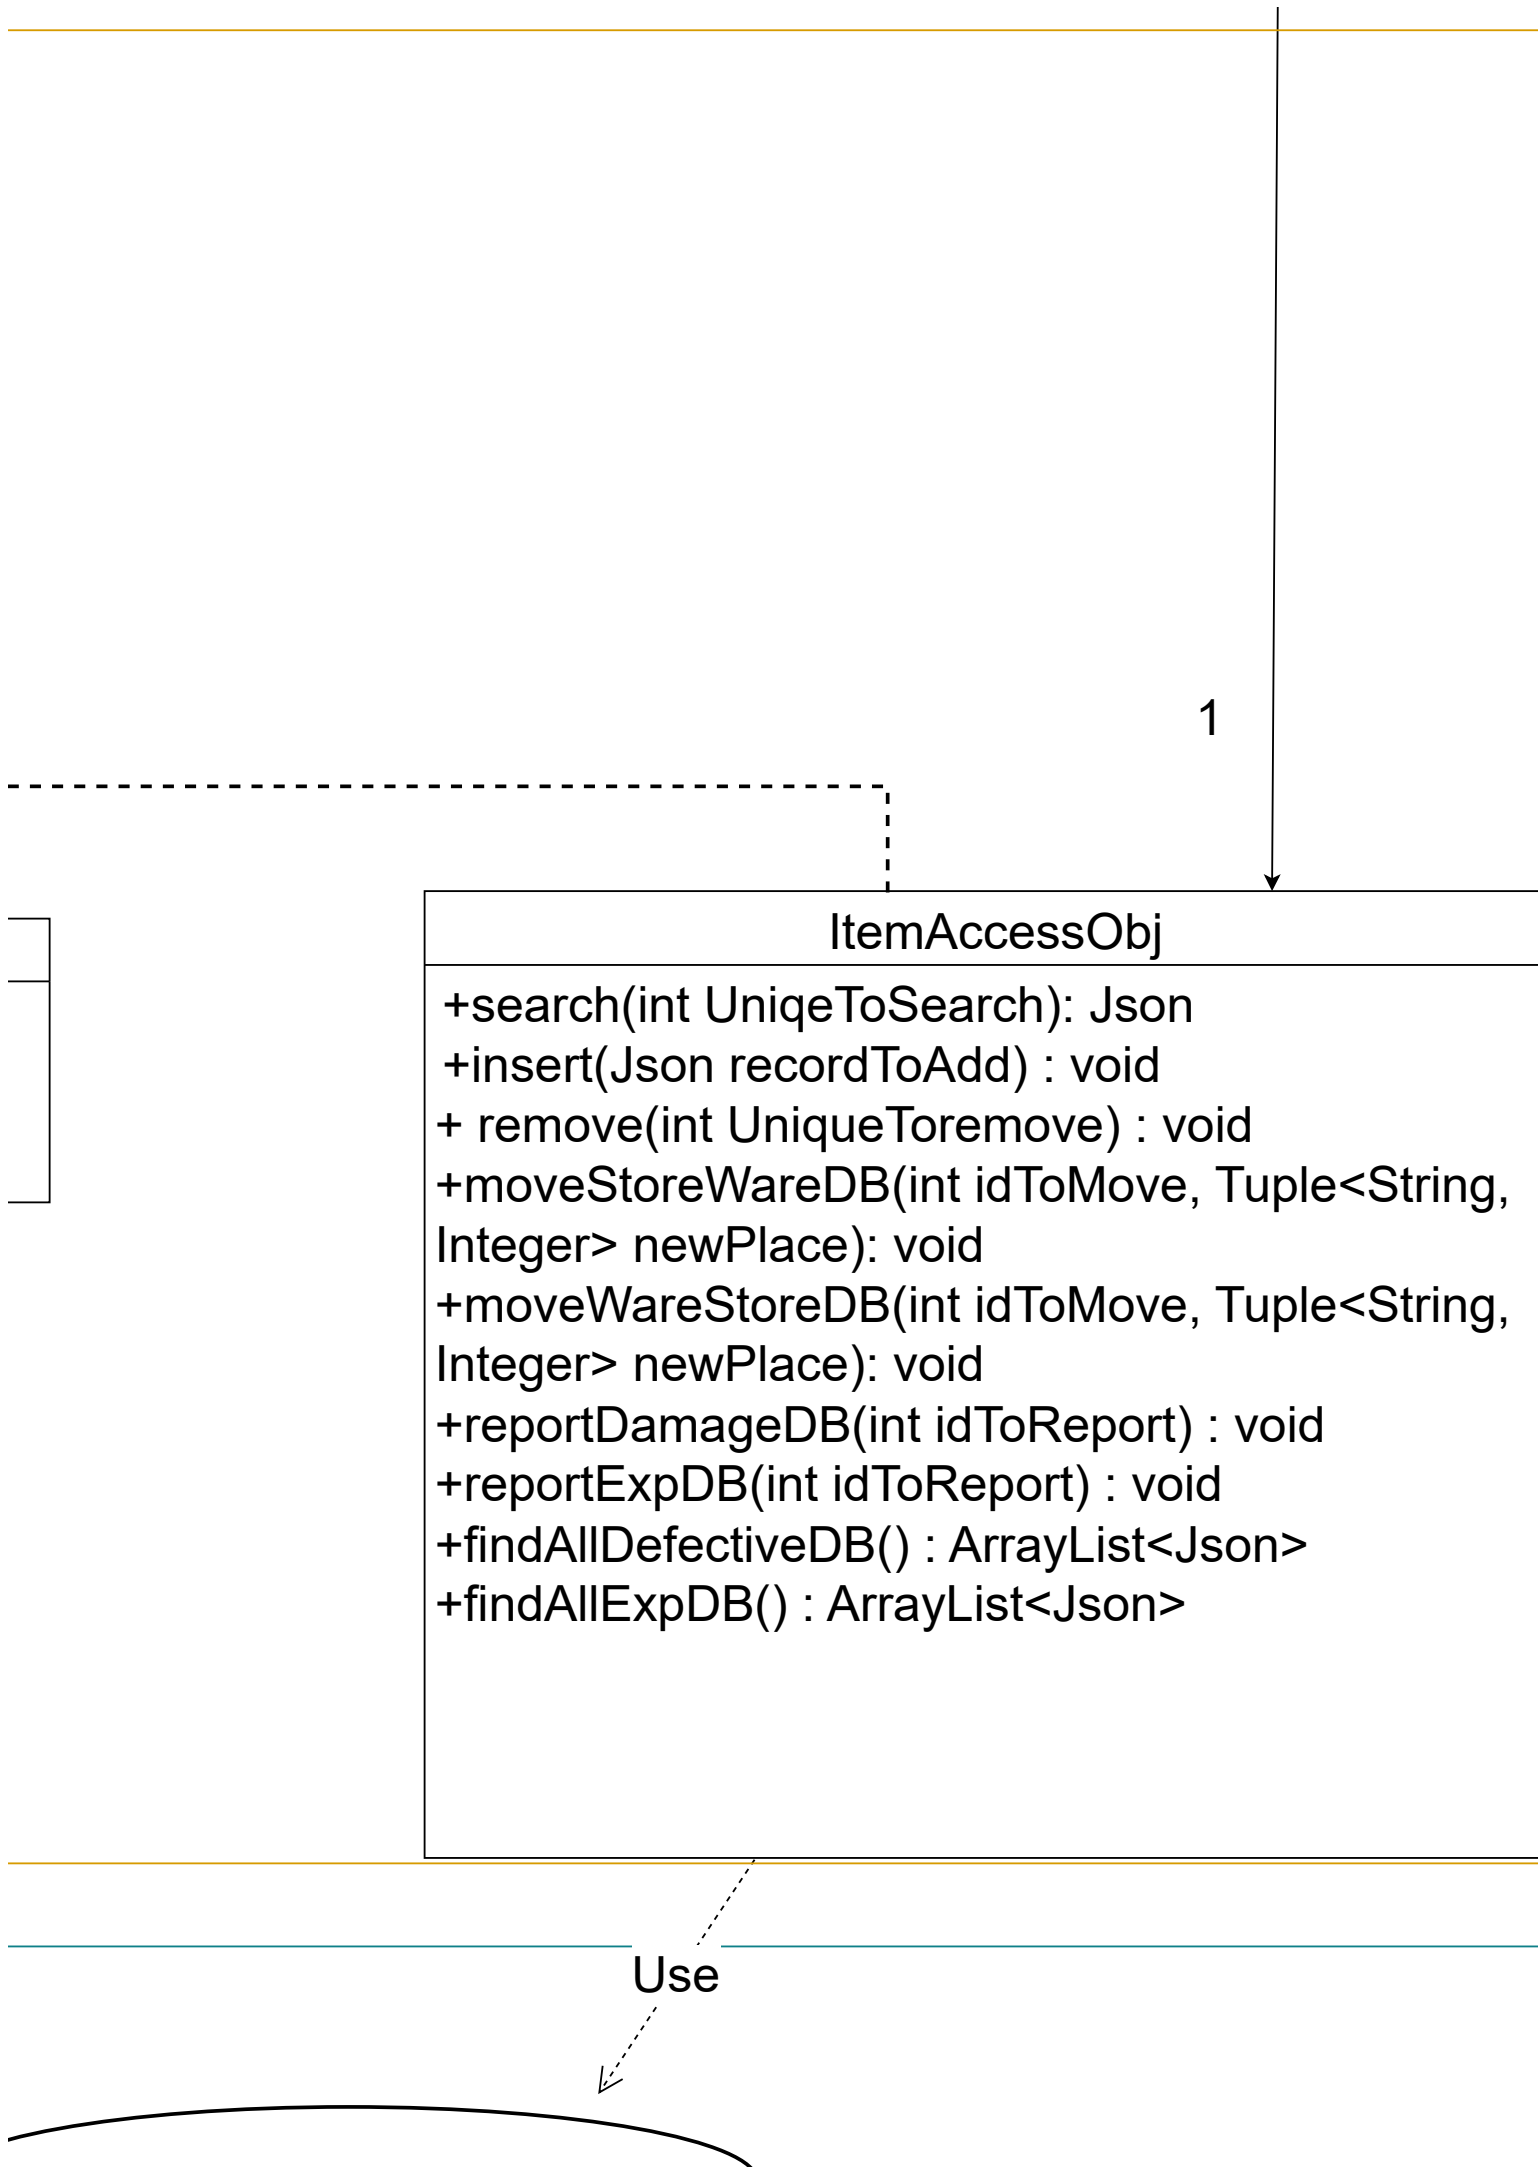 1
ItemAccessObj
+search(int UniqeToSearch): Json
+insert(Json recordToAdd) : void
+ remove(int UniqueToremove) : void
+moveStoreWareDB(int idToMove, Tuple<String,
Integer> newPlace): void
+moveWareStoreDB(int idToMove, Tuple<String,
Integer> newPlace): void
+reportDamageDB(int idToReport) : void
+reportExpDB(int idToReport) : void
+findAllDefectiveDB() : ArrayList<Json>
+findAllExpDB() : ArrayList<Json>
Use